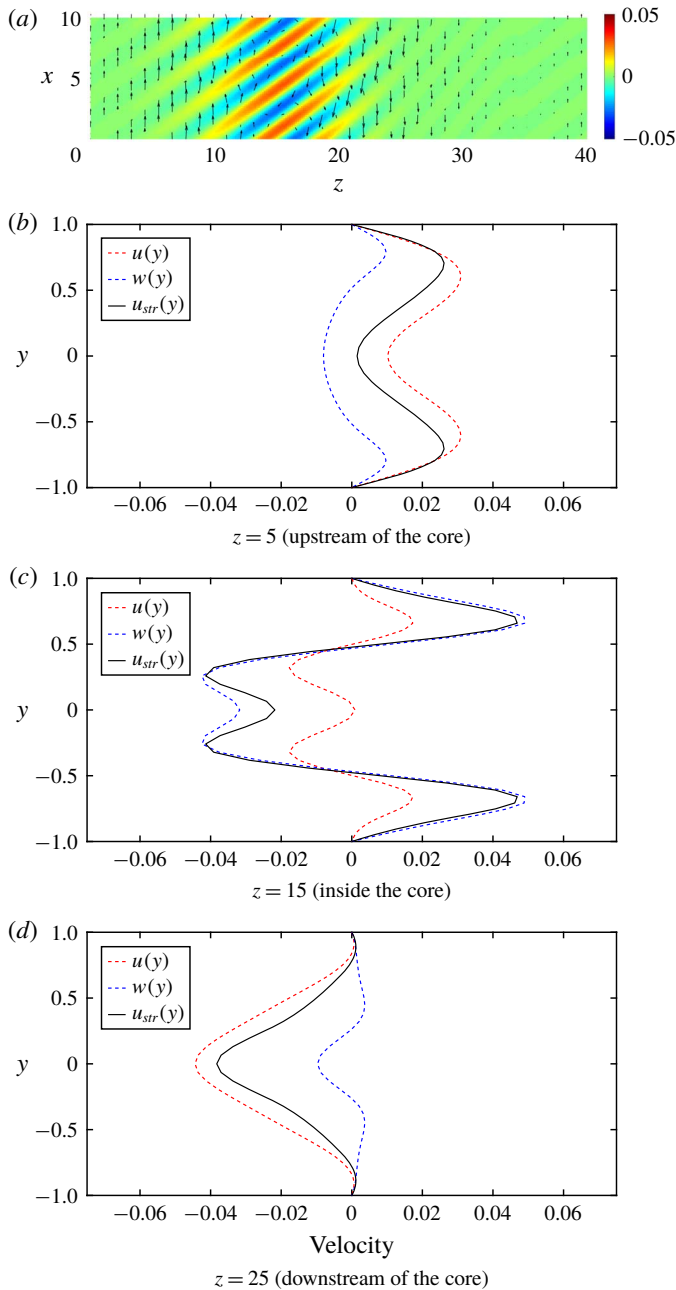 (a)
10
5
0
x
10
20
30
40
z
0.05
0
−0.05
(b)
1.0
0.5
0
−0.5
−1.0
y
u(y)
w(y)
u_str(y)
−0.06 −0.04 −0.02 0 0.02 0.04 0.06
z = 5 (upstream of the core)
(c)
1.0
0.5
0
−0.5
−1.0
y
u(y)
w(y)
u_str(y)
−0.06 −0.04 −0.02 0 0.02 0.04 0.06
z = 15 (inside the core)
(d)
1.0
0.5
0
−0.5
−1.0
y
u(y)
w(y)
u_str(y)
−0.06 −0.04 −0.02 0 0.02 0.04 0.06
Velocity
z = 25 (downstream of the core)